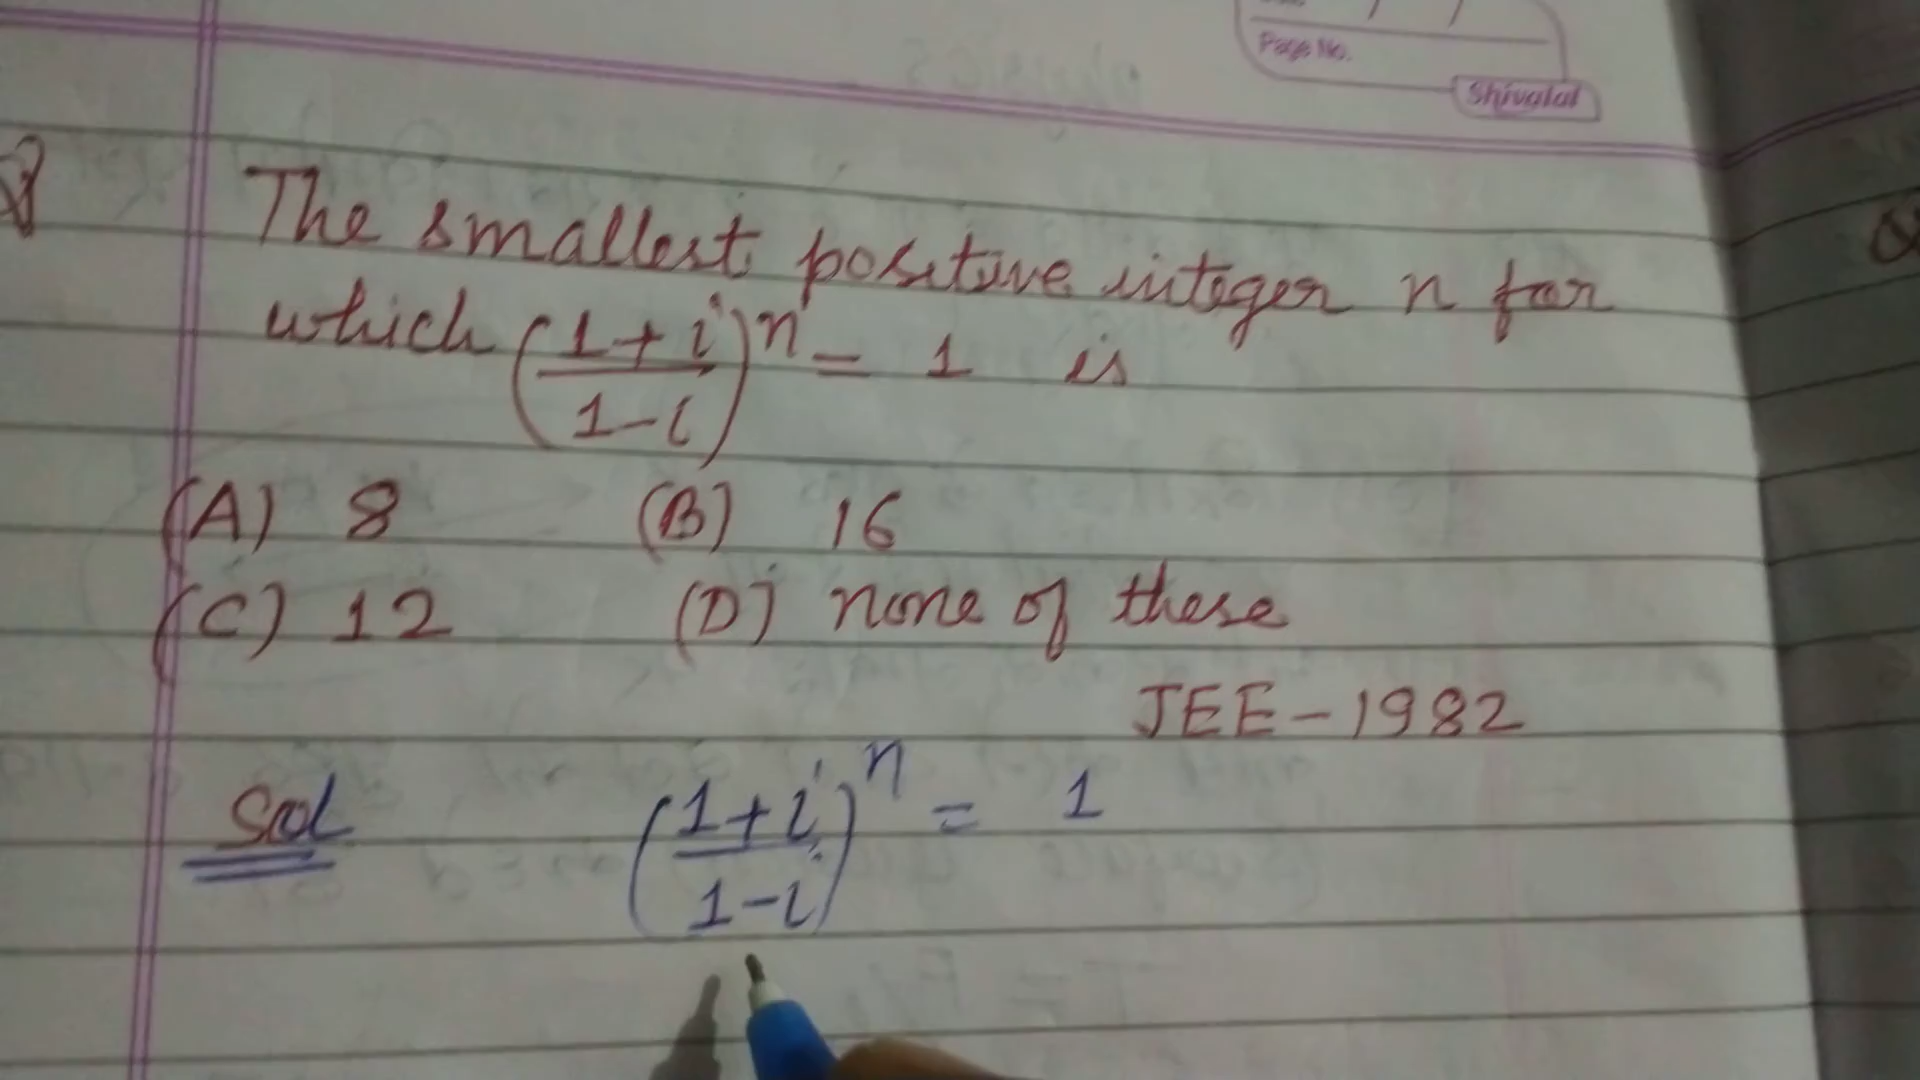 Page No.
Shivalal
Q The smallest positive integer n for
which (1+i/1-i)^n = 1 is
(A) 8 (B) 16
(C) 12 (D) none of these
JEE-1982
Sol (1+i/1-i)^n = 1